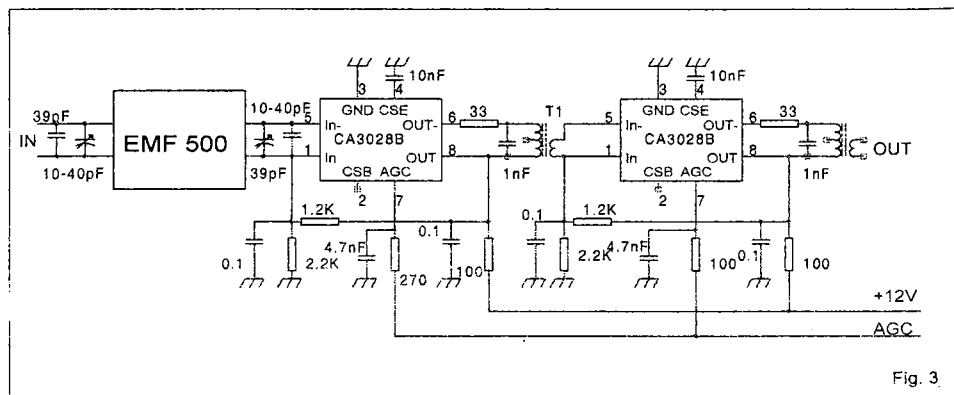 39pF
IN
10-40pF
EMF 500
10-40pF
39pF
10nF
3
4
GND CSE
5
In-
OUT-
6
CA3028B
1
In
OUT
8
CSB AGC
2
7
33
T1
1nF
0.1
1.2K
2.2K
4.7nF
270
0.1
100
10nF
3
4
GND CSE
5
In-
OUT-
6
CA3028B
1
In
OUT
8
CSB AGC
2
7
33
1nF
OUT
0.1
1.2K
2.2K
4.7nF
100
0.1
100
+12V
AGC
Fig. 3